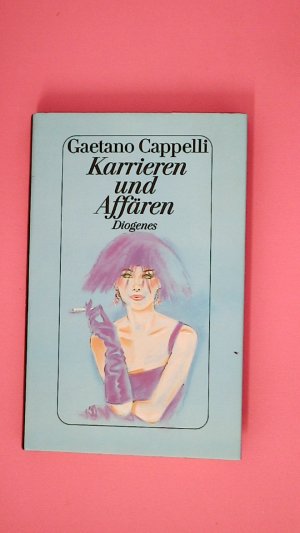 Gaetano Cappelli
Karrieren
und
Affären
Diogenes